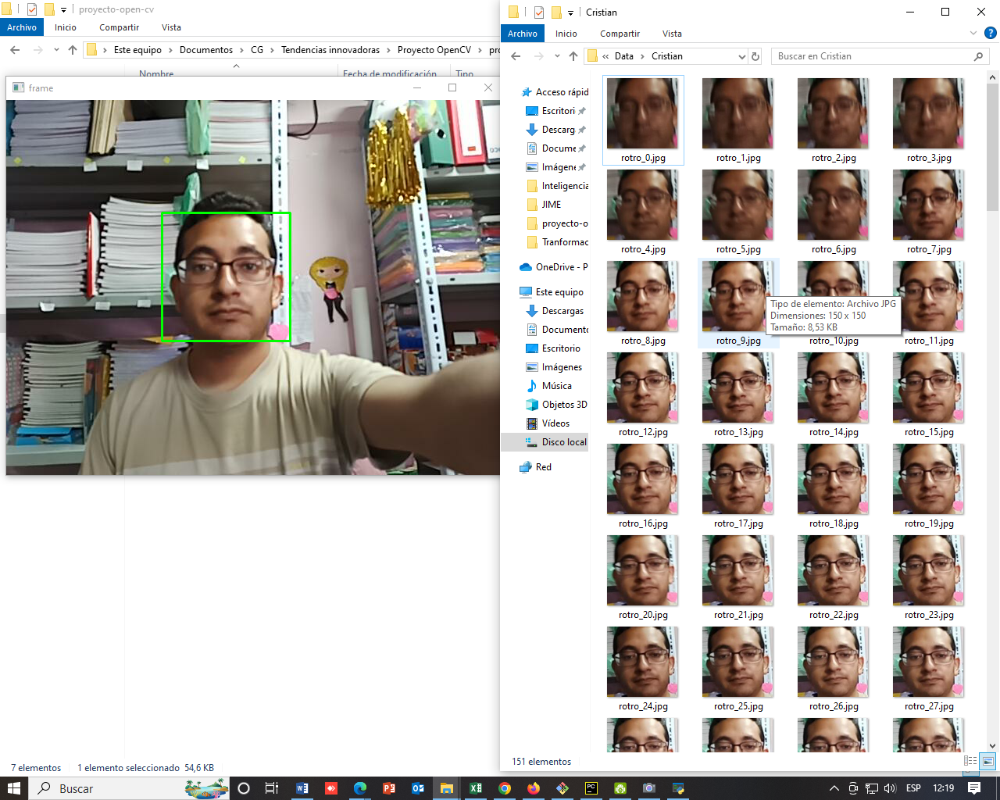 proyecto-open-cv
Archivo Inicio Compartir Vista
Este equipo Documentos CG Tendencias innovadoras Proyecto OpenCV
Nombre Fecha de modificación Tipo
frame
7 elementos 1 elemento seleccionado 54,6 KB
Cristian
Archivo Inicio Compartir Vista
« Data Cristian
Buscar en Cristian
Acceso rápid
Escritori
Descarg
Docume
Imágene
Inteligencia
JIME
proyecto-o
Tranformac
OneDrive - P
Este equipo
Descargas
Documento
Escritorio
Imágenes
Música
Objetos 3D
Vídeos
Disco local
Red
rotro_0.jpg rotro_1.jpg rotro_2.jpg rotro_3.jpg
rotro_4.jpg rotro_5.jpg rotro_6.jpg rotro_7.jpg
rotro_8.jpg rotro_9.jpg rotro_10.jpg rotro_11.jpg
Tipo de elemento: Archivo JPG
Dimensiones: 150 x 150
Tamaño: 8,53 KB
rotro_12.jpg rotro_13.jpg rotro_14.jpg rotro_15.jpg
rotro_16.jpg rotro_17.jpg rotro_18.jpg rotro_19.jpg
rotro_20.jpg rotro_21.jpg rotro_22.jpg rotro_23.jpg
rotro_24.jpg rotro_25.jpg rotro_26.jpg rotro_27.jpg
151 elementos
Buscar
ESP 12:19